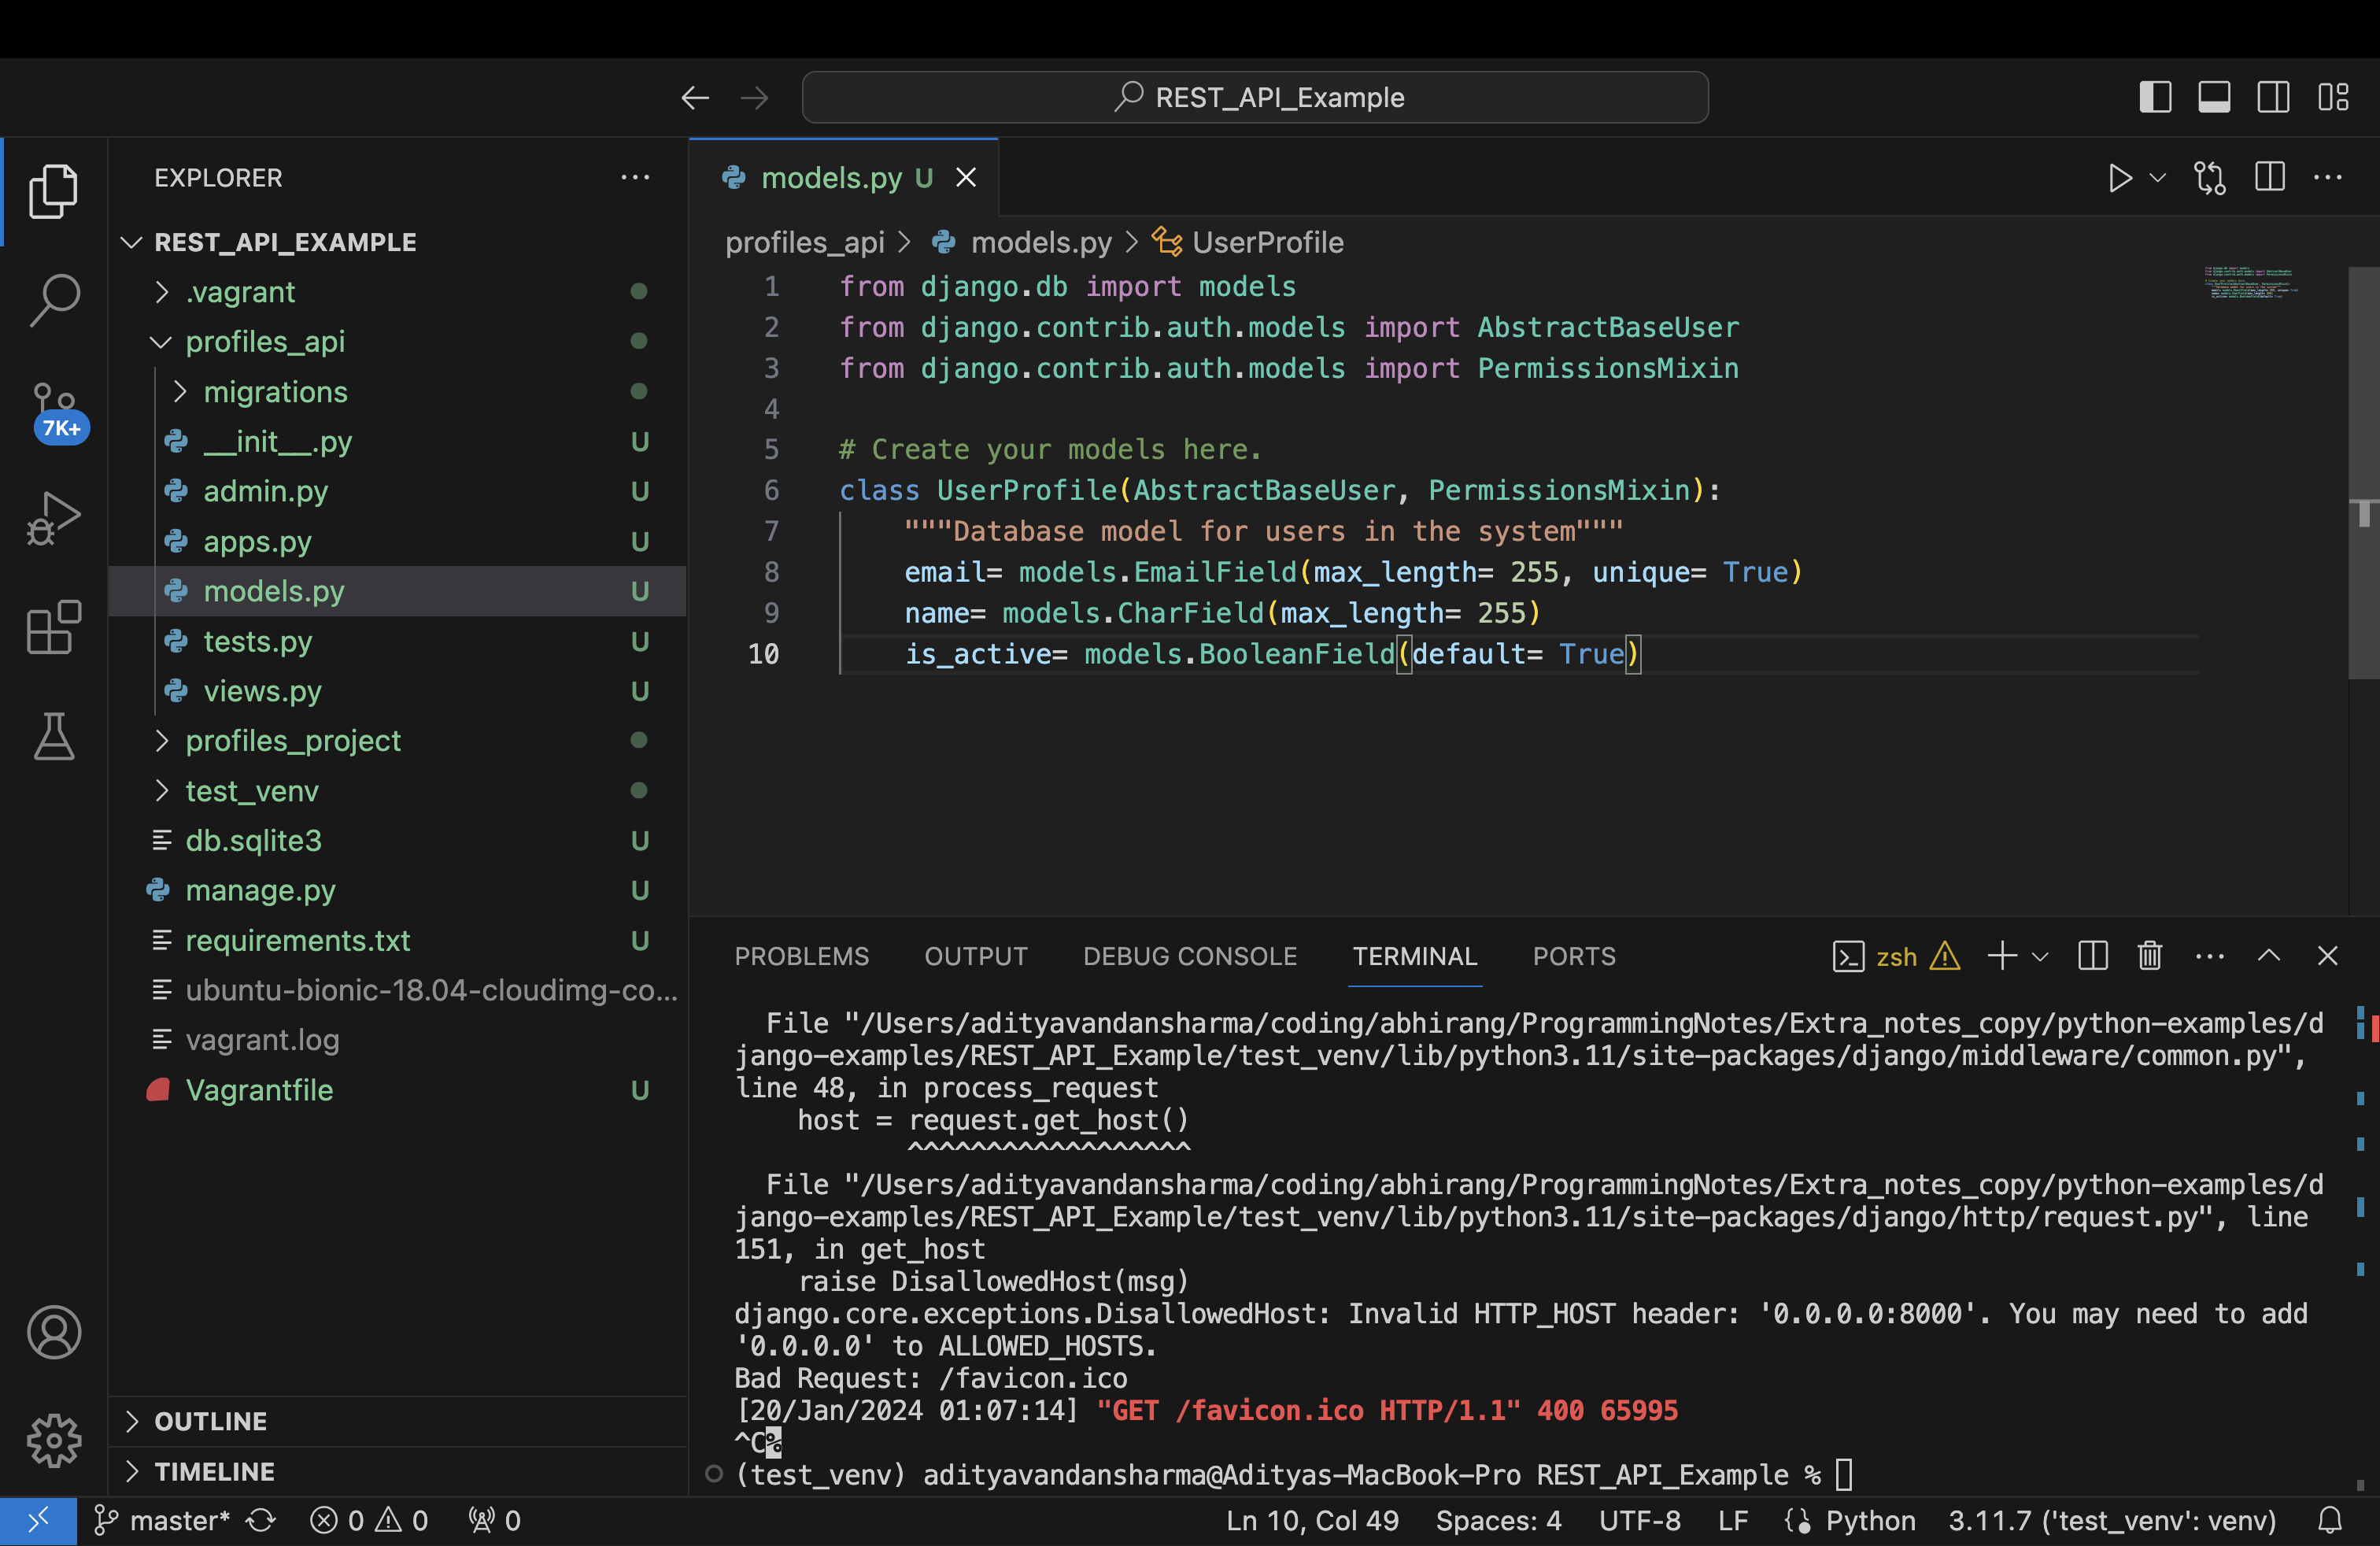 REST_API_Example
EXPLORER
REST_API_EXAMPLE
.vagrant
profiles_api
migrations
__init__.py U
admin.py U
apps.py U
models.py U
tests.py U
views.py U
profiles_project
test_venv
db.sqlite3 U
manage.py U
requirements.txt U
ubuntu-bionic-18.04-cloudimg-co...
vagrant.log
Vagrantfile U
OUTLINE
TIMELINE
7K+
models.py U
profiles_api > models.py > UserProfile
1 from django.db import models
2 from django.contrib.auth.models import AbstractBaseUser
3 from django.contrib.auth.models import PermissionsMixin
4
5 # Create your models here.
6 class UserProfile(AbstractBaseUser, PermissionsMixin):
7     """Database model for users in the system"""
8     email= models.EmailField(max_length= 255, unique= True)
9     name= models.CharField(max_length= 255)
10     is_active= models.BooleanField(default= True)
PROBLEMS OUTPUT DEBUG CONSOLE TERMINAL PORTS zsh
  File "/Users/adityavandansharma/coding/abhirang/ProgrammingNotes/Extra_notes_copy/python-examples/d
jango-examples/REST_API_Example/test_venv/lib/python3.11/site-packages/django/middleware/common.py",
line 48, in process_request
    host = request.get_host()
           ^^^^^^^^^^^^^^^^^^
  File "/Users/adityavandansharma/coding/abhirang/ProgrammingNotes/Extra_notes_copy/python-examples/d
jango-examples/REST_API_Example/test_venv/lib/python3.11/site-packages/django/http/request.py", line
151, in get_host
    raise DisallowedHost(msg)
django.core.exceptions.DisallowedHost: Invalid HTTP_HOST header: '0.0.0.0:8000'. You may need to add
'0.0.0.0' to ALLOWED_HOSTS.
Bad Request: /favicon.ico
[20/Jan/2024 01:07:14] "GET /favicon.ico HTTP/1.1" 400 65995
^C%
(test_venv) adityavandansharma@Adityas-MacBook-Pro REST_API_Example %
master* 0 0 0 Ln 10, Col 49 Spaces: 4 UTF-8 LF Python 3.11.7 ('test_venv': venv)